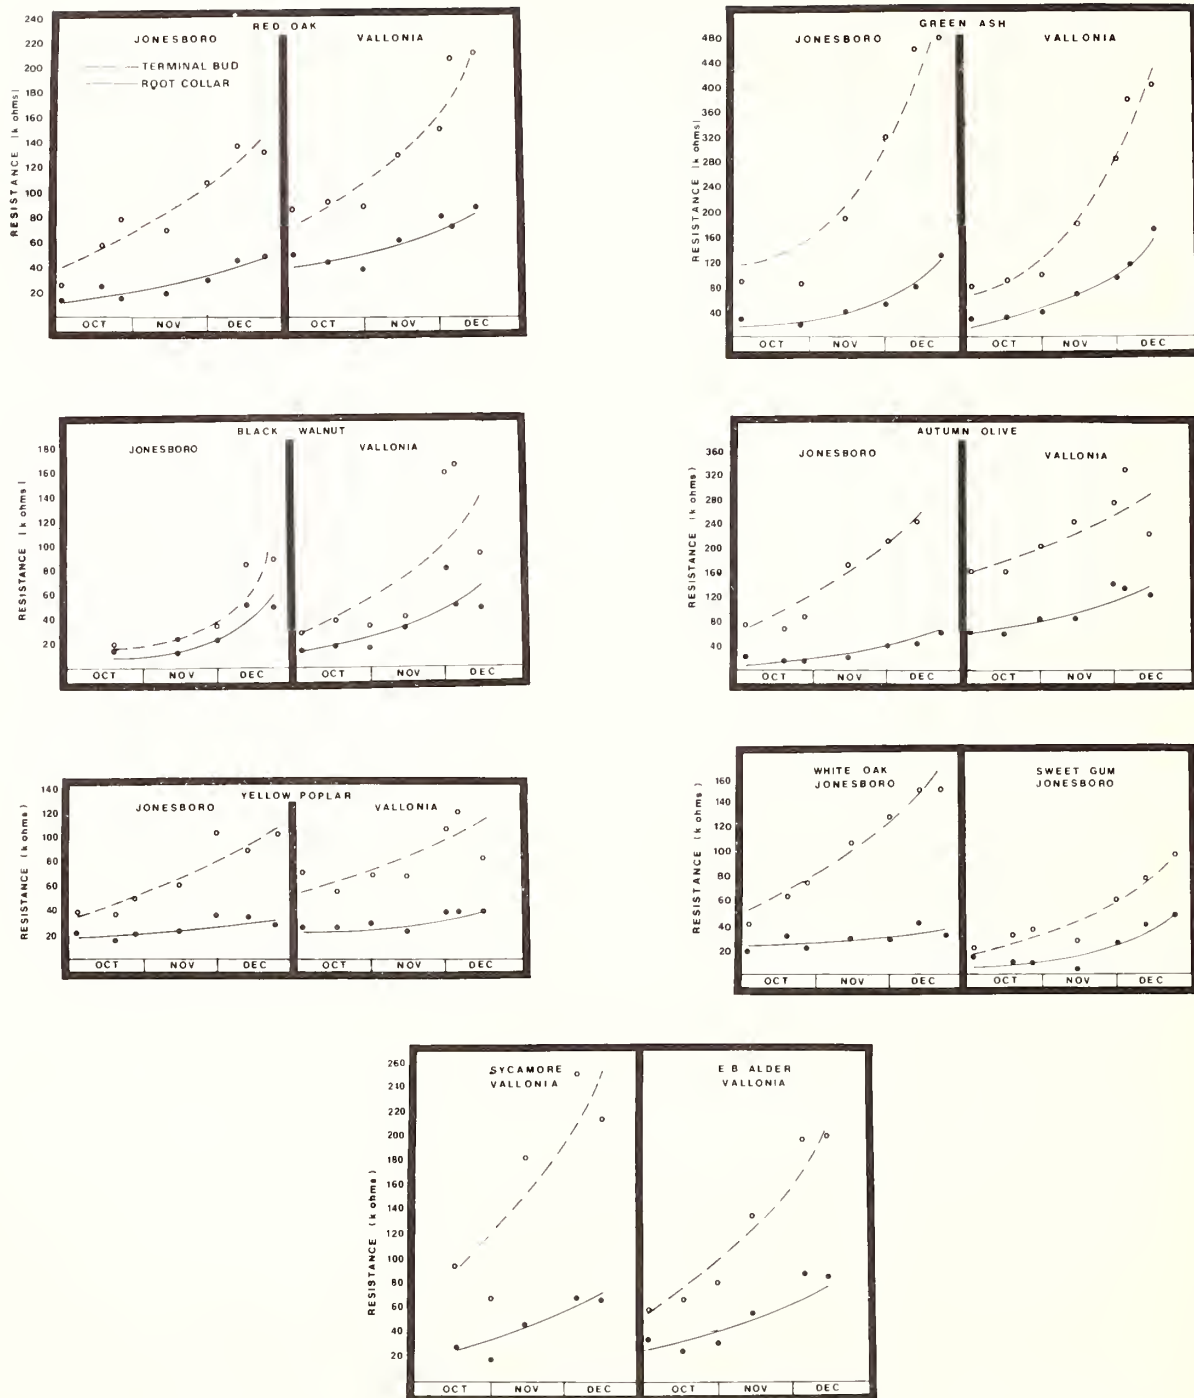 RED OAK
JONESBORO VALLONIA
TERMINAL BUD
ROOT COLLAR
RESISTANCE (k ohms)
240
220
200
180
160
140
120
100
80
60
40
20
OCT NOV DEC OCT NOV DEC
GREEN ASH
JONESBORO VALLONIA
RESISTANCE (k ohms)
480
440
400
360
320
280
240
200
160
120
80
40
OCT NOV DEC OCT NOV DEC
BLACK WALNUT
JONESBORO VALLONIA
RESISTANCE (k ohms)
180
160
140
120
100
80
60
40
20
OCT NOV DEC OCT NOV DEC
AUTUMN OLIVE
JONESBORO VALLONIA
RESISTANCE (k ohms)
360
320
280
240
200
160
120
80
40
OCT NOV DEC OCT NOV DEC
YELLOW POPLAR
JONESBORO VALLONIA
RESISTANCE (k ohms)
140
120
100
80
60
40
20
OCT NOV DEC OCT NOV DEC
WHITE OAK SWEET GUM
JONESBORO JONESBORO
RESISTANCE (k ohms)
160
140
120
100
80
60
40
20
OCT NOV DEC OCT NOV DEC
SYCAMORE E B ALDER
VALLONIA VALLONIA
RESISTANCE (k ohms)
260
240
220
200
180
160
140
120
100
80
60
40
20
OCT NOV DEC OCT NOV DEC